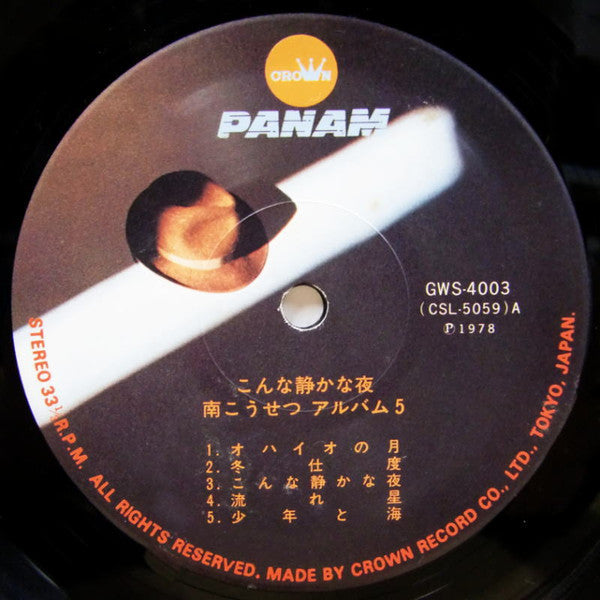 CROWN
PANAM
GWS-4003
(CSL-5059)A
Ⓟ1978
こんな静かな夜
南こうせつ アルバム5
1. オハイオの月
2. 冬仕度
3. こんな静かな夜
4. 流れ星
5. 少年と海
STEREO 33⅓ R.P.M. ALL RIGHTS RESERVED. MADE BY CROWN RECORD CO., LTD., TOKYO, JAPAN.